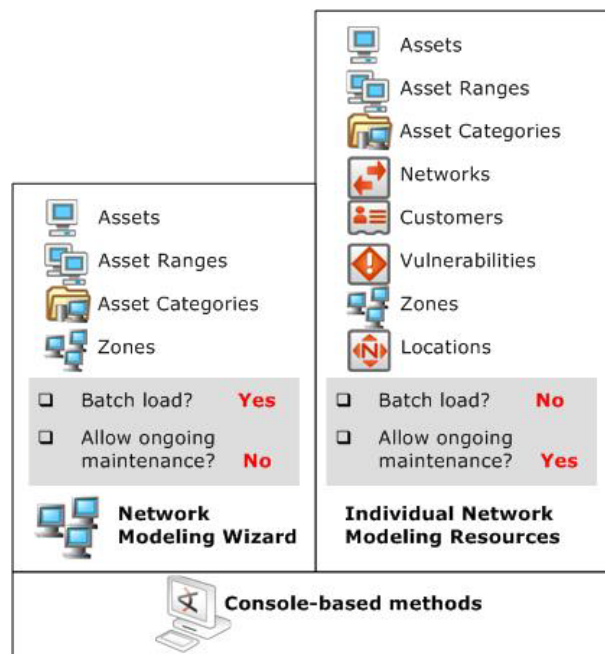 Assets
Asset Ranges
Asset Categories
Zones
Batch load? Yes
Allow ongoing
maintenance? No
Network
Modeling Wizard
Assets
Asset Ranges
Asset Categories
Networks
Customers
Vulnerabilities
Zones
Locations
Batch load? No
Allow ongoing
maintenance? Yes
Individual Network
Modeling Resources
Console-based methods